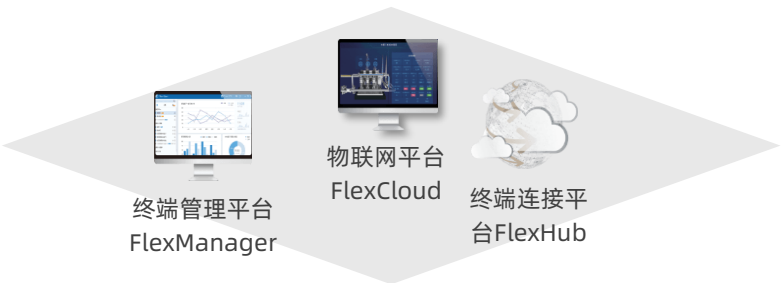 终端管理平台
FlexManager
物联网平台
FlexCloud
终端连接平
台FlexHub